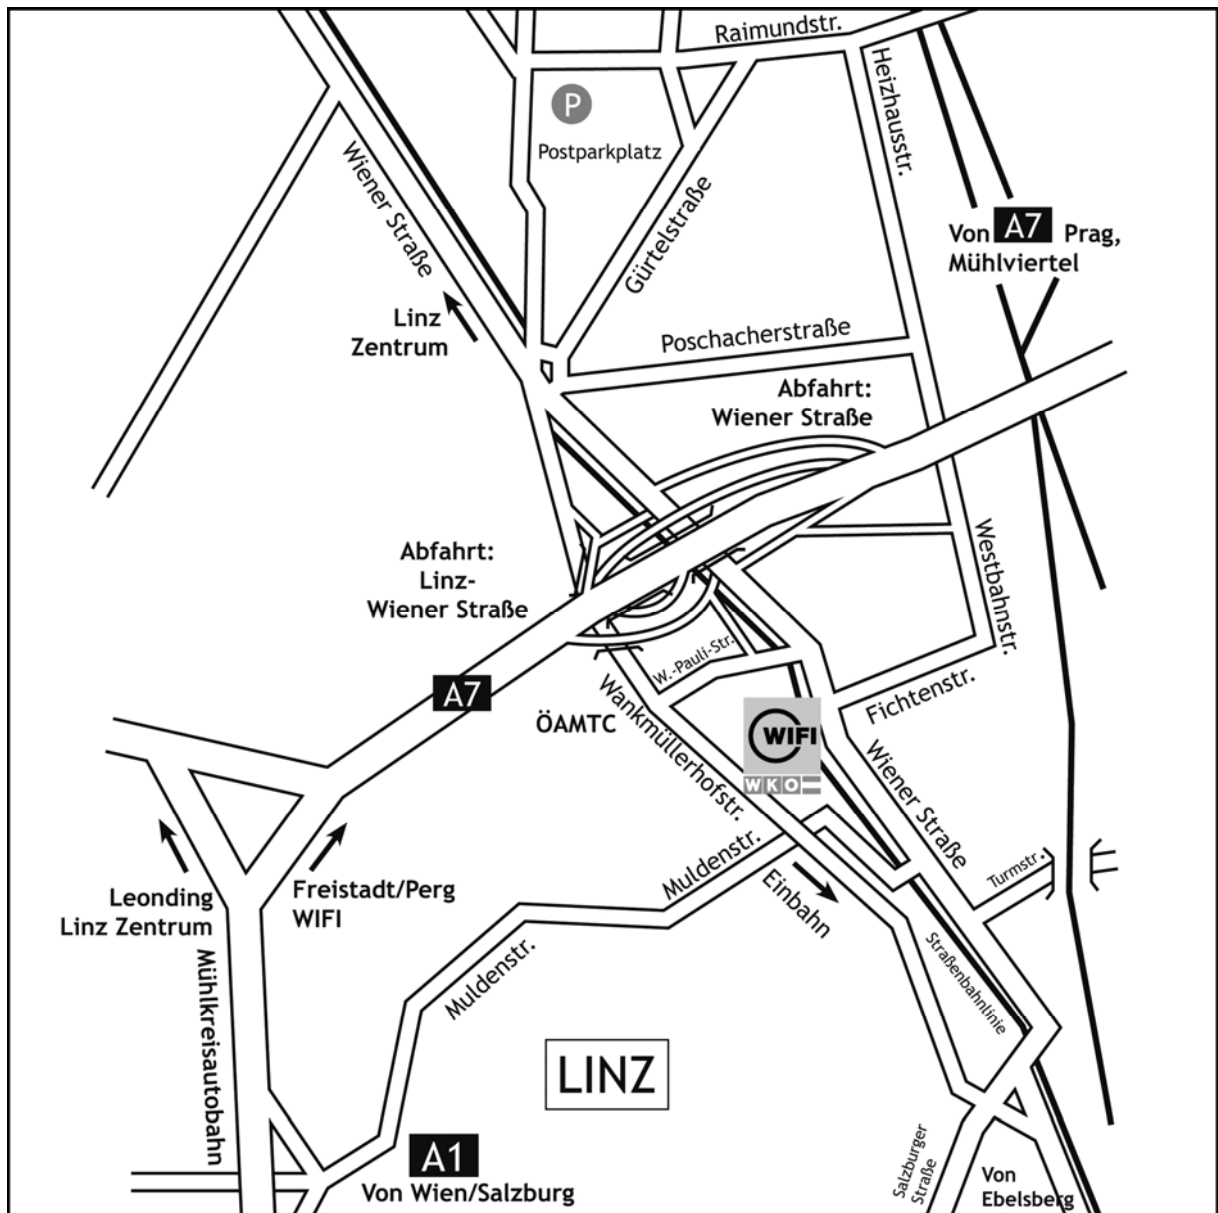 Raimundstr.
Heizhausstr.
P
Postparkplatz
Wiener Straße
Gürtelstraße
Von A7 Prag,
Mühlviertel
Linz
Zentrum
Poschacherstraße
Abfahrt:
Wiener Straße
Abfahrt:
Linz-
Wiener Straße
Westbahnstr.
W.-Pauli-Str.
A7
ÖAMTC
Wankmüllerhofstr.
Fichtenstr.
WIFI
WKO
Wiener Straße
Muldenstr.
Turmstr.
Einbahn
Leonding
Linz Zentrum
Freistadt/Perg
WIFI
Mühlkreisautobahn
Muldenstr.
Straßenbahnlinie
LINZ
A1
Von Wien/Salzburg
Salzburger
Straße
Von
Ebelsberg